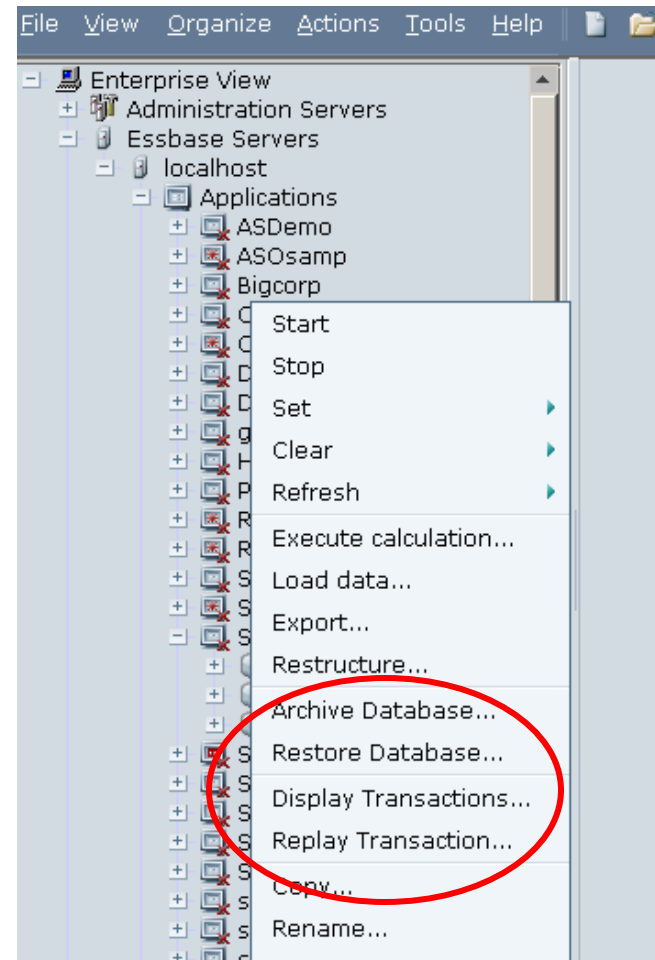 File View Organize Actions Tools Help
Enterprise View
Administration Servers
Essbase Servers
localhost
Applications
ASDemo
ASOsamp
Bigcorp
C
Start
C
D
Stop
D
Set
g
H
Clear
P
Refresh
R
R
Execute calculation...
S
Load data...
S
Export...
S
Restructure...
Archive Database...
S
Restore Database...
S
Display Transactions...
S
S
Replay Transaction...
S
Copy...
s
s
Rename...